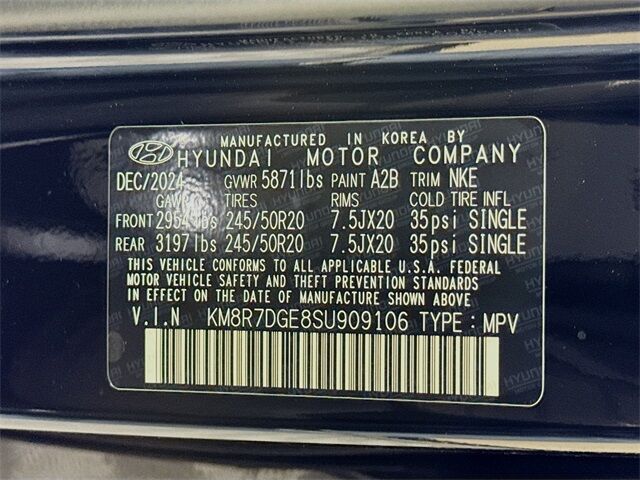 MANUFACTURED IN KOREA BY
HYUNDAI MOTOR COMPANY
DEC/2024 GVWR 5871lbs PAINT A2B TRIM NKE
TIRES RIMS COLD TIRE INFL
FRONT lbs 245/50R20 7.5JX20 35psi SINGLE
REAR 3197lbs 245/50R20 7.5JX20 35psi SINGLE
THIS VEHICLE CONFORMS TO ALL APPLICABLE U.S.A. FEDERAL
MOTOR VEHICLE SAFETY AND THEFT PREVENTION STANDARDS
IN EFFECT ON THE DATE OF MANUFACTURE SHOWN ABOVE.
V.I.N KM8R7DGE8SU909106 TYPE : MPV